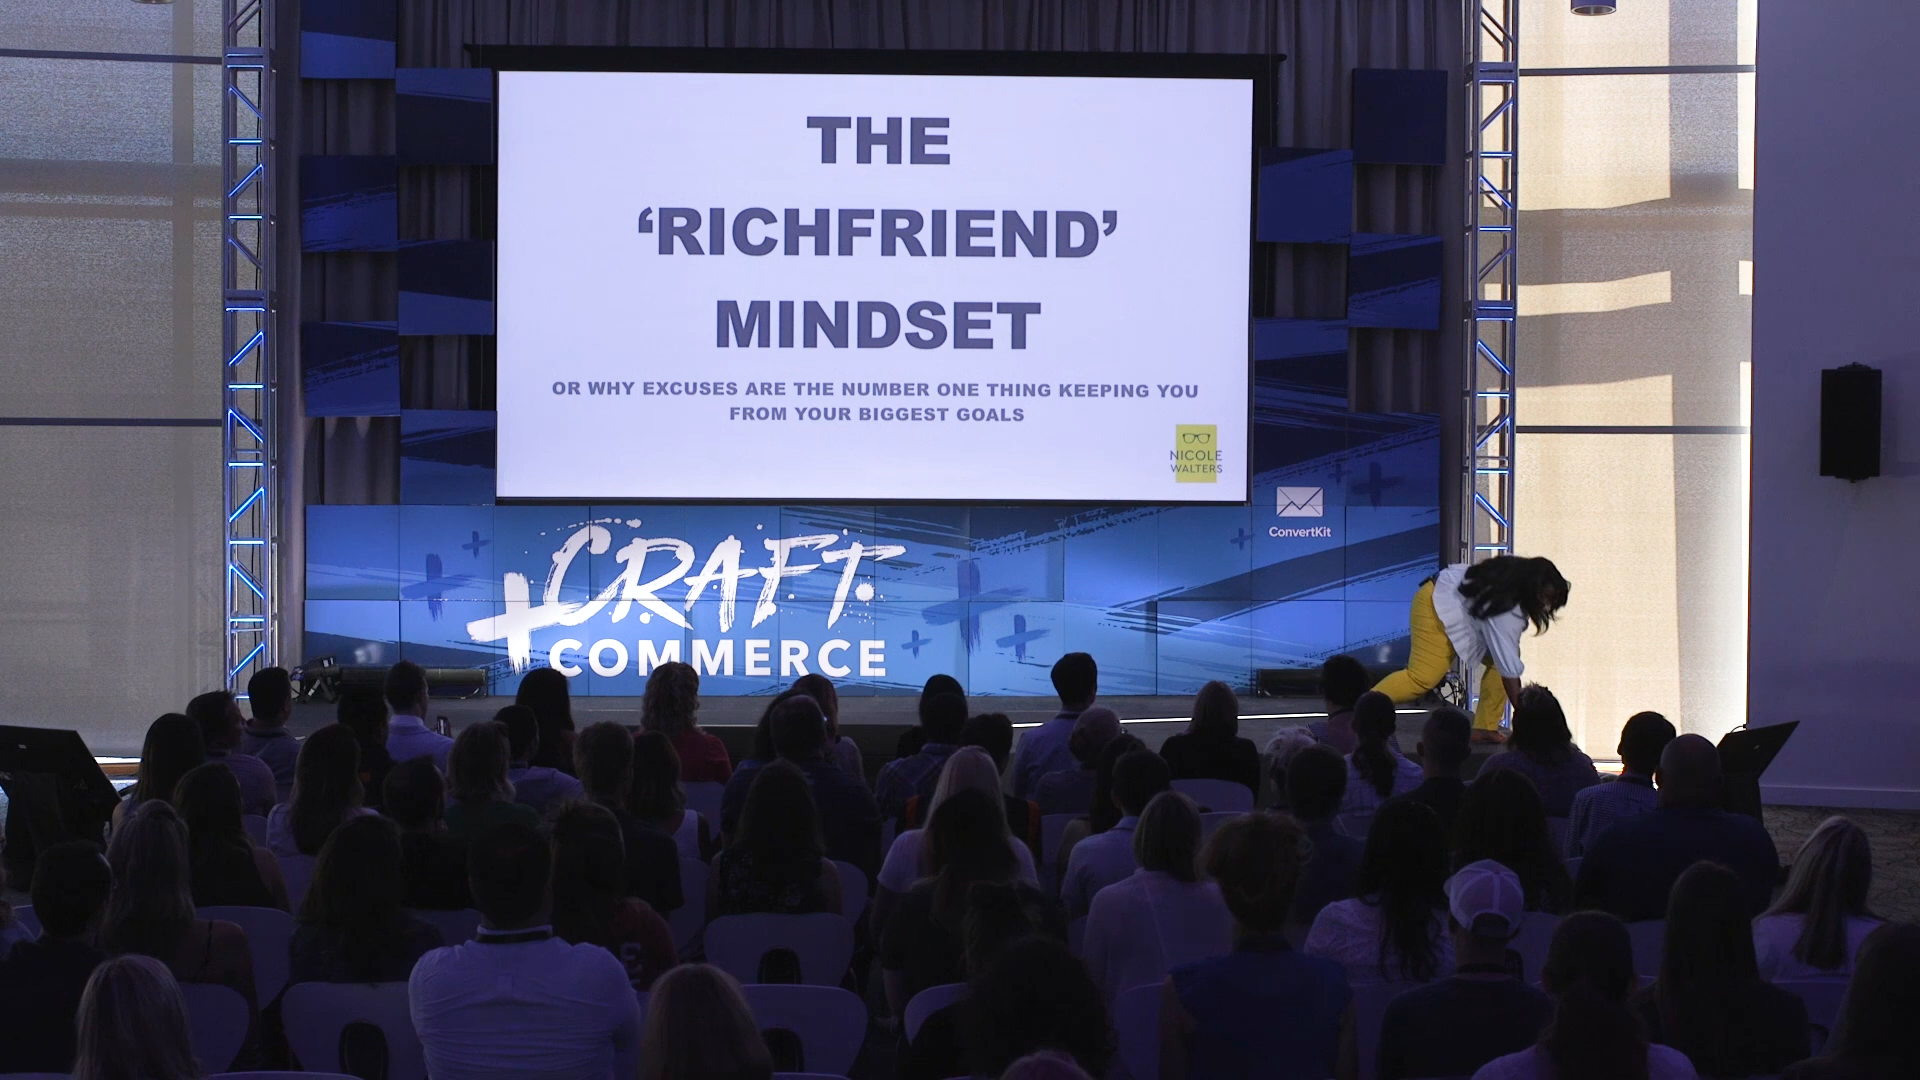 THE
‘RICHFRIEND’
MINDSET
OR WHY EXCUSES ARE THE NUMBER ONE THING KEEPING YOU
FROM YOUR BIGGEST GOALS
NICOLE
WALTERS
ConvertKit
CRAFT
COMMERCE